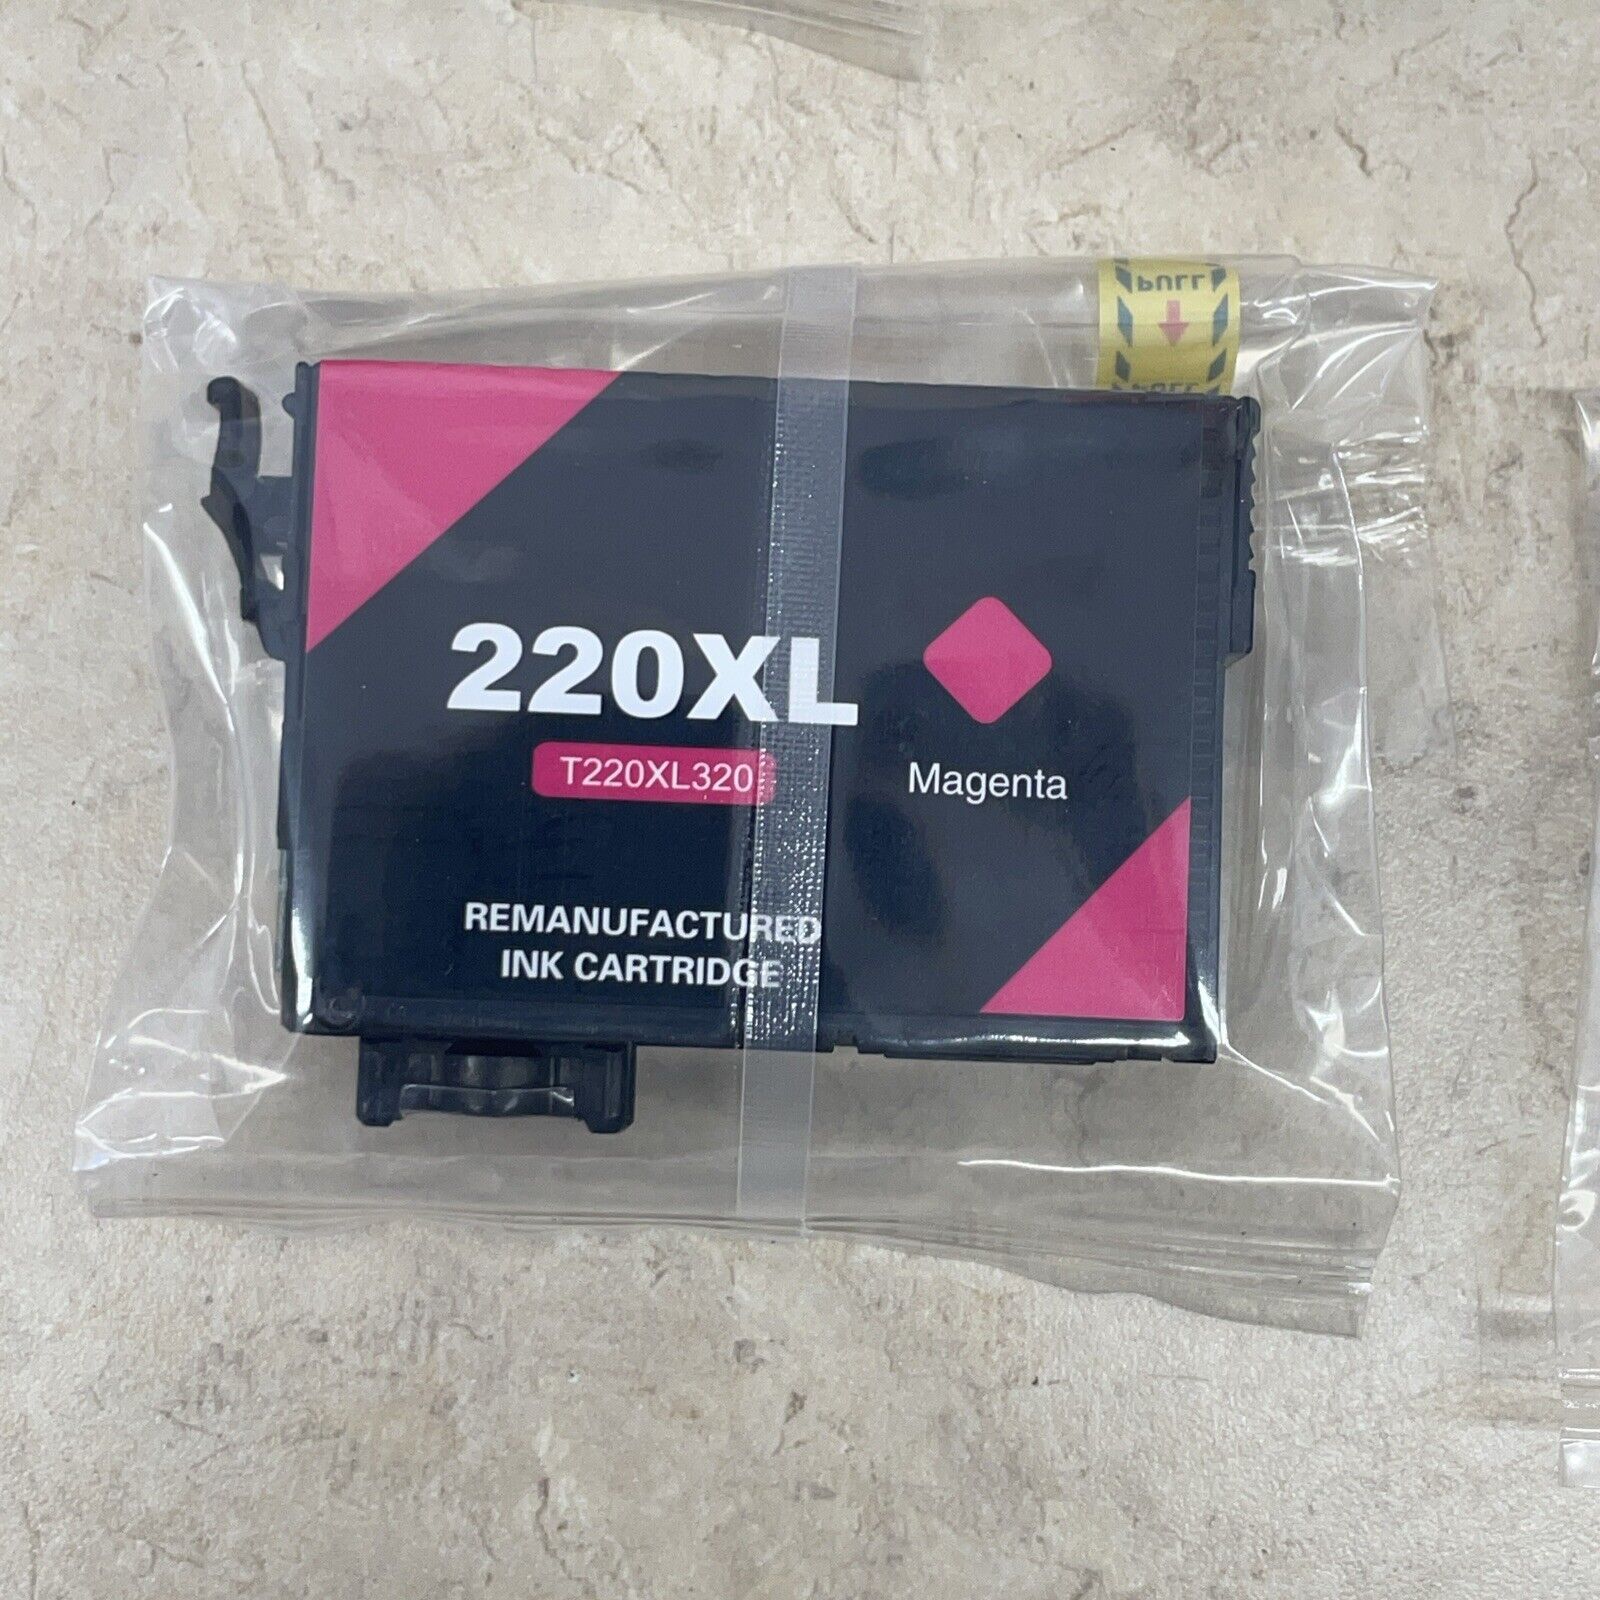 PULL
PULL
220XL
T220XL320
Magenta
REMANUFACTURED
INK CARTRIDGE